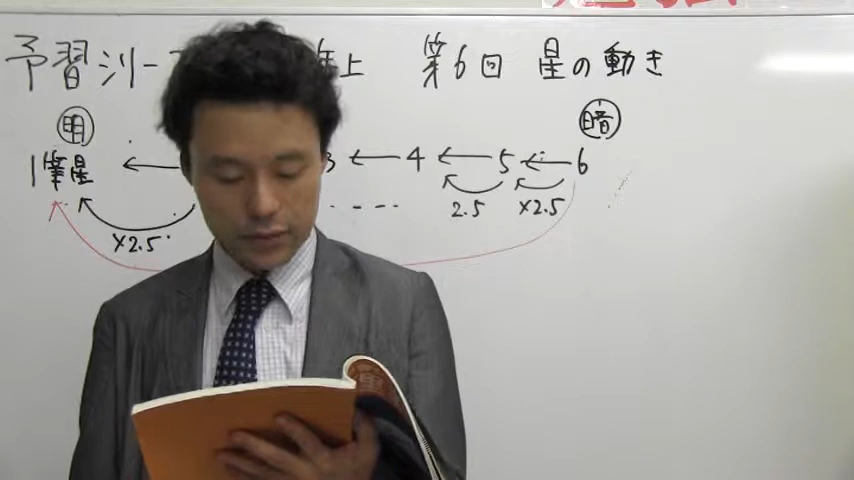 予習シリー 年上 第6回 星の動き
明 暗
1等星 ← 3 ← 4 ← 5 ← 6
×2.5 ‥‥ 2.5 ×2.5